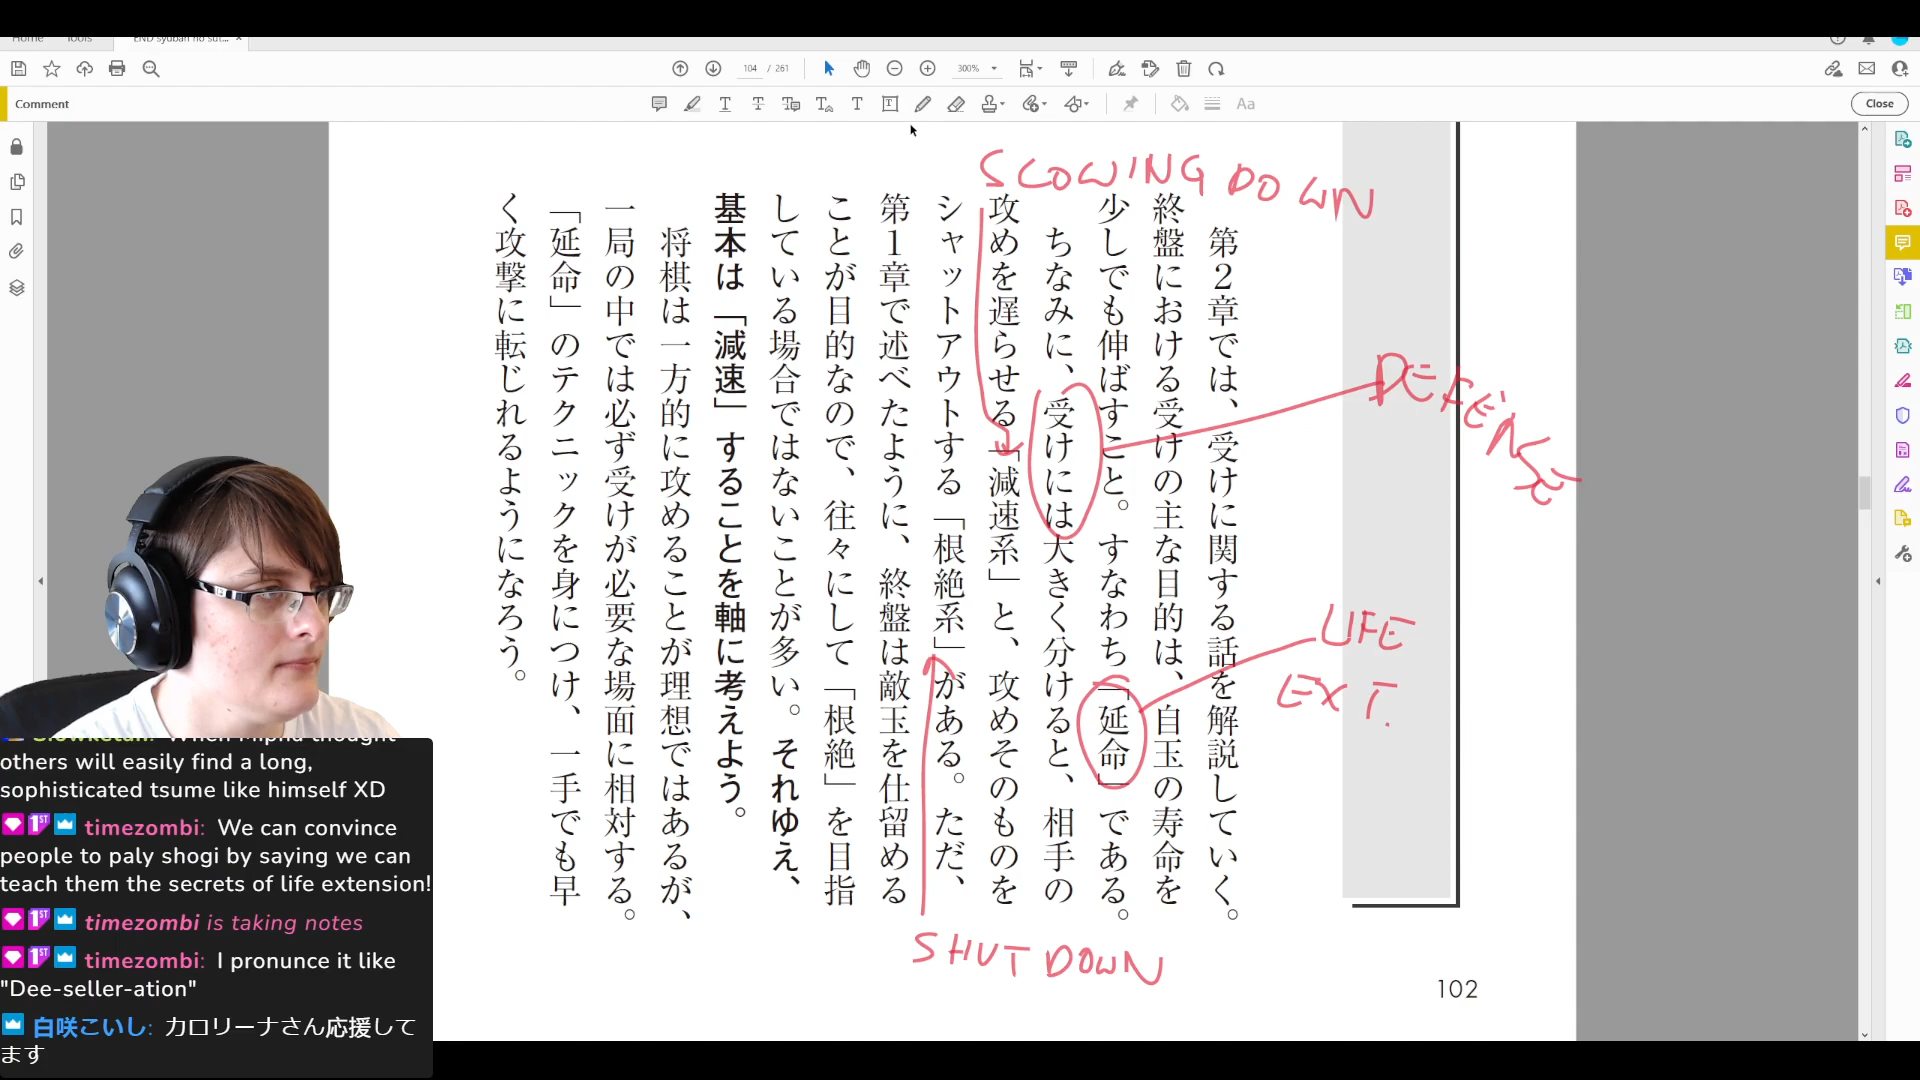 Home
Tools
END syuban no sut...
104 / 261
300%
Comment
Aa
Close
第２章では、受けに関する話を解説していく。
終盤における受けの主な目的は、自玉の寿命を
少しでも伸ばすこと。すなわち「延命」である。
ちなみに、受けには大きく分けると、相手の
攻めを遅らせる「減速系」と、攻めそのものを
シャットアウトする「根絶系」がある。ただ、
第１章で述べたように、終盤は敵玉を仕留める
ことが目的なので、往々にして「根絶」を目指
している場合ではないことが多い。それゆえ、
基本は「減速」することを軸に考えよう。
将棋は一方的に攻めることが理想ではあるが、
一局の中では必ず受けが必要な場面に相対する。
「延命」のテクニックを身につけ、一手でも早
く攻撃に転じれるようになろう。
SLOWING DOWN
DEFENSE
LIFE
EXT.
SHUT DOWN
102
others will easily find a long,
sophisticated tsume like himself XD
timezombi: We can convince
people to paly shogi by saying we can
teach them the secrets of life extension!
timezombi is taking notes
timezombi: I pronunce it like
"Dee-seller-ation"
白咲こいし: カロリーナさん応援して
ます